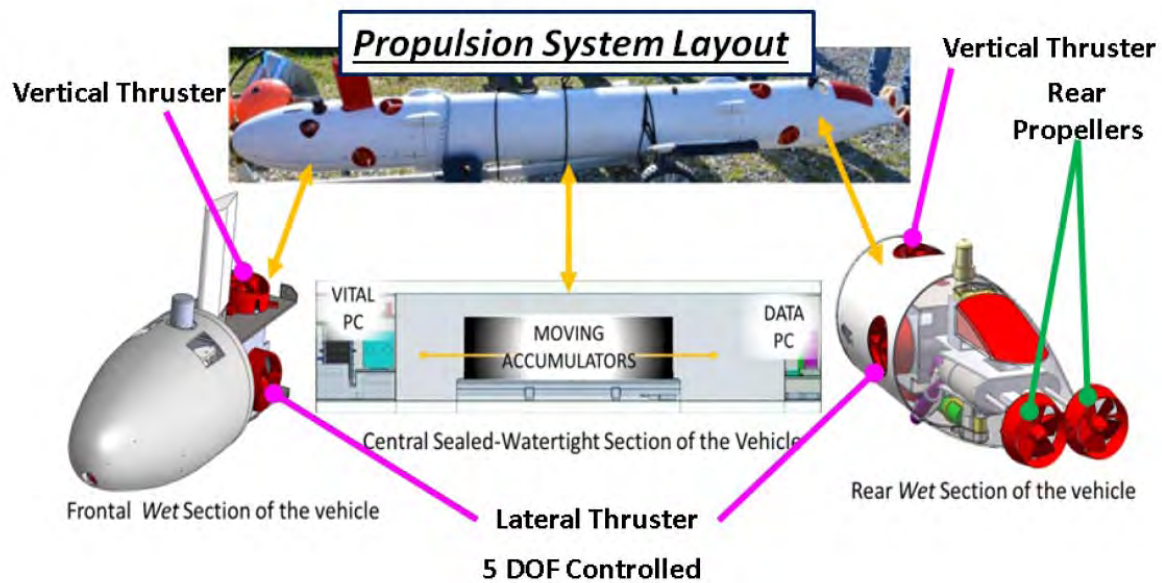 Propulsion System Layout
Vertical Thruster
Vertical Thruster
Rear
Propellers
VITAL
PC
MOVING
ACCUMULATORS
DATA
PC
Central Sealed-Watertight Section of the Vehicle
Frontal Wet Section of the vehicle
Rear Wet Section of the vehicle
Lateral Thruster
5 DOF Controlled